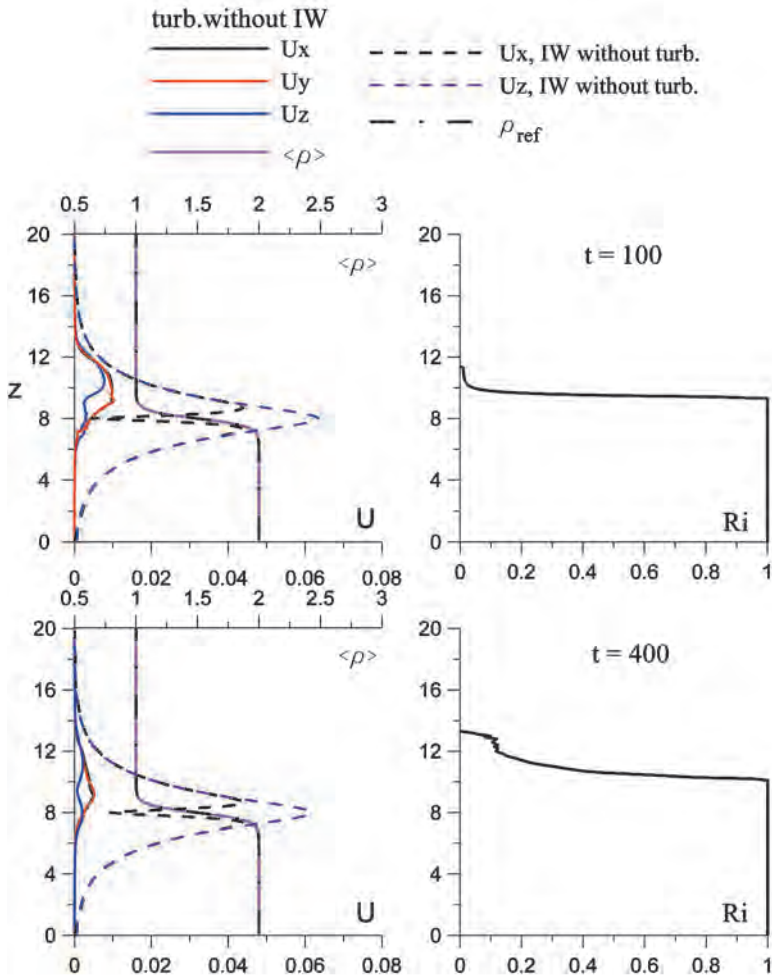 turb.without IW
Ux
Uy
Uz
<ρ>
Ux, IW without turb.
Uz, IW without turb.
ρref
0.5 1 1.5 2 2.5 3
20
16
12
8
4
0
z
<ρ>
U
0 0.02 0.04 0.06 0.08
20
16
12
8
4
0
t = 100
Ri
0 0.2 0.4 0.6 0.8 1
0.5 1 1.5 2 2.5 3
20
16
12
8
4
0
<ρ>
U
0 0.02 0.04 0.06 0.08
20
16
12
8
4
0
t = 400
Ri
0 0.2 0.4 0.6 0.8 1